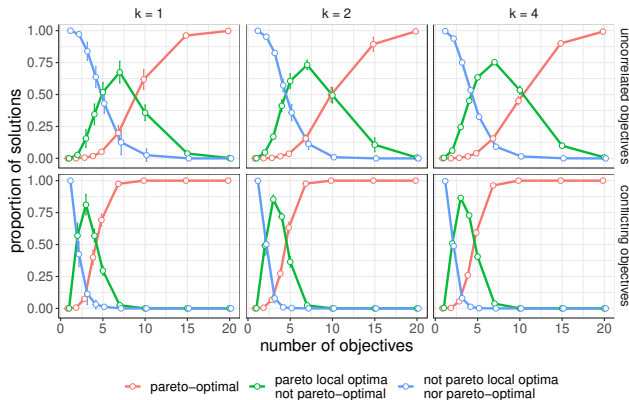 k = 1
k = 2
k = 4
proportion of solutions
1.00
0.75
0.50
0.25
0.00
uncorrelated objectives
1.00
0.75
0.50
0.25
0.00
conflicting objectives
0 5 10 15 20
0 5 10 15 20
0 5 10 15 20
number of objectives
pareto-optimal
pareto local optima
not pareto-optimal
not pareto local optima
nor pareto-optimal